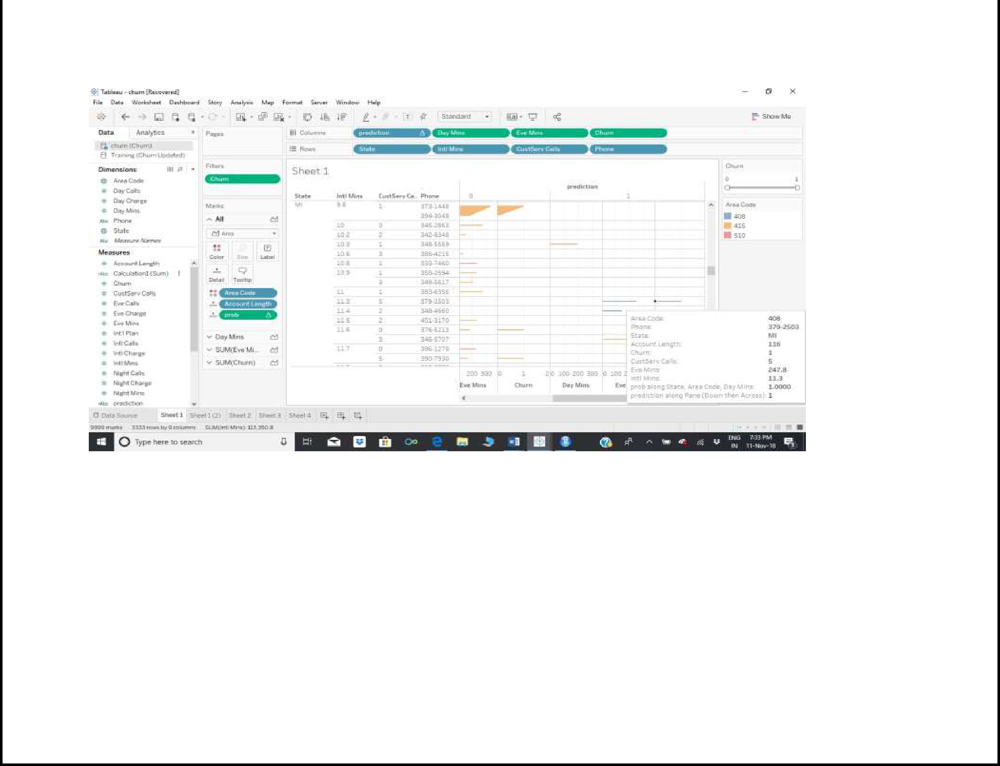 Tableau - churn [Recovered]
File Data Worksheet Dashboard Story Analysis Map Format Server Window Help
Standard
Show Me
Data Analytics
Pages
Columns
prediction Day Mins Eve Mins Churn
churn (Churn)
Training (Churn Updated)
Rows
State Intl Mins CustServ Calls Phone
Dimensions
Area Code
Day Calls
Day Charge
Day Mins
Abc Phone
State
Abc Measure Names
Measures
Account Length
Calculation1 (Sum) !
Churn
CustServ Calls
Eve Calls
Eve Charge
Eve Mins
Int'l Plan
Intl Calls
Intl Charge
Intl Mins
Night Calls
Night Charge
Night Mins
prediction
Filters
Churn
Marks
All
Area
Color Size Label
Detail Tooltip
Area Code
Account Length
prob
Day Mins
SUM(Eve Mi...
SUM(Churn)
Sheet 1
prediction
State Intl Mins CustServ Ca.. Phone 0 1
MI 9.6 1 373-1448
394-3048
10 0 345-2863
10.2 2 342-8348
10.3 1 348-5569
10.6 3 386-4215
1 333-7460
10.9 1 359-2694
3 349-5617
11 1 383-6356
11.3 5 379-2503
11.4 2 348-4660
11.5 2 401-3170
11.6 0 376-5213
3 346-5707
11.7 0 396-1278
5 390-7930
200 300 0 1 2 0 100 200 300 0 100
Eve Mins Churn Day Mins Eve
Churn
0 1
Area Code
408
415
510
Area Code: 408
Phone: 379-2503
State: MI
Account Length: 116
Churn: 1
CustServ Calls: 5
Eve Mins: 247.8
Intl Mins: 11.3
prob along State, Area Code, Day Mins: 1.0000
prediction along Pane (Down then Across): 1
Data Source Sheet 1 Sheet 1 (2) Sheet 2 Sheet 3 Sheet 4
9999 marks 3333 rows by 9 columns SUM(Intl Mins): 113,350.8
Type here to search
ENG
IN
7:33 PM
11-Nov-18
3